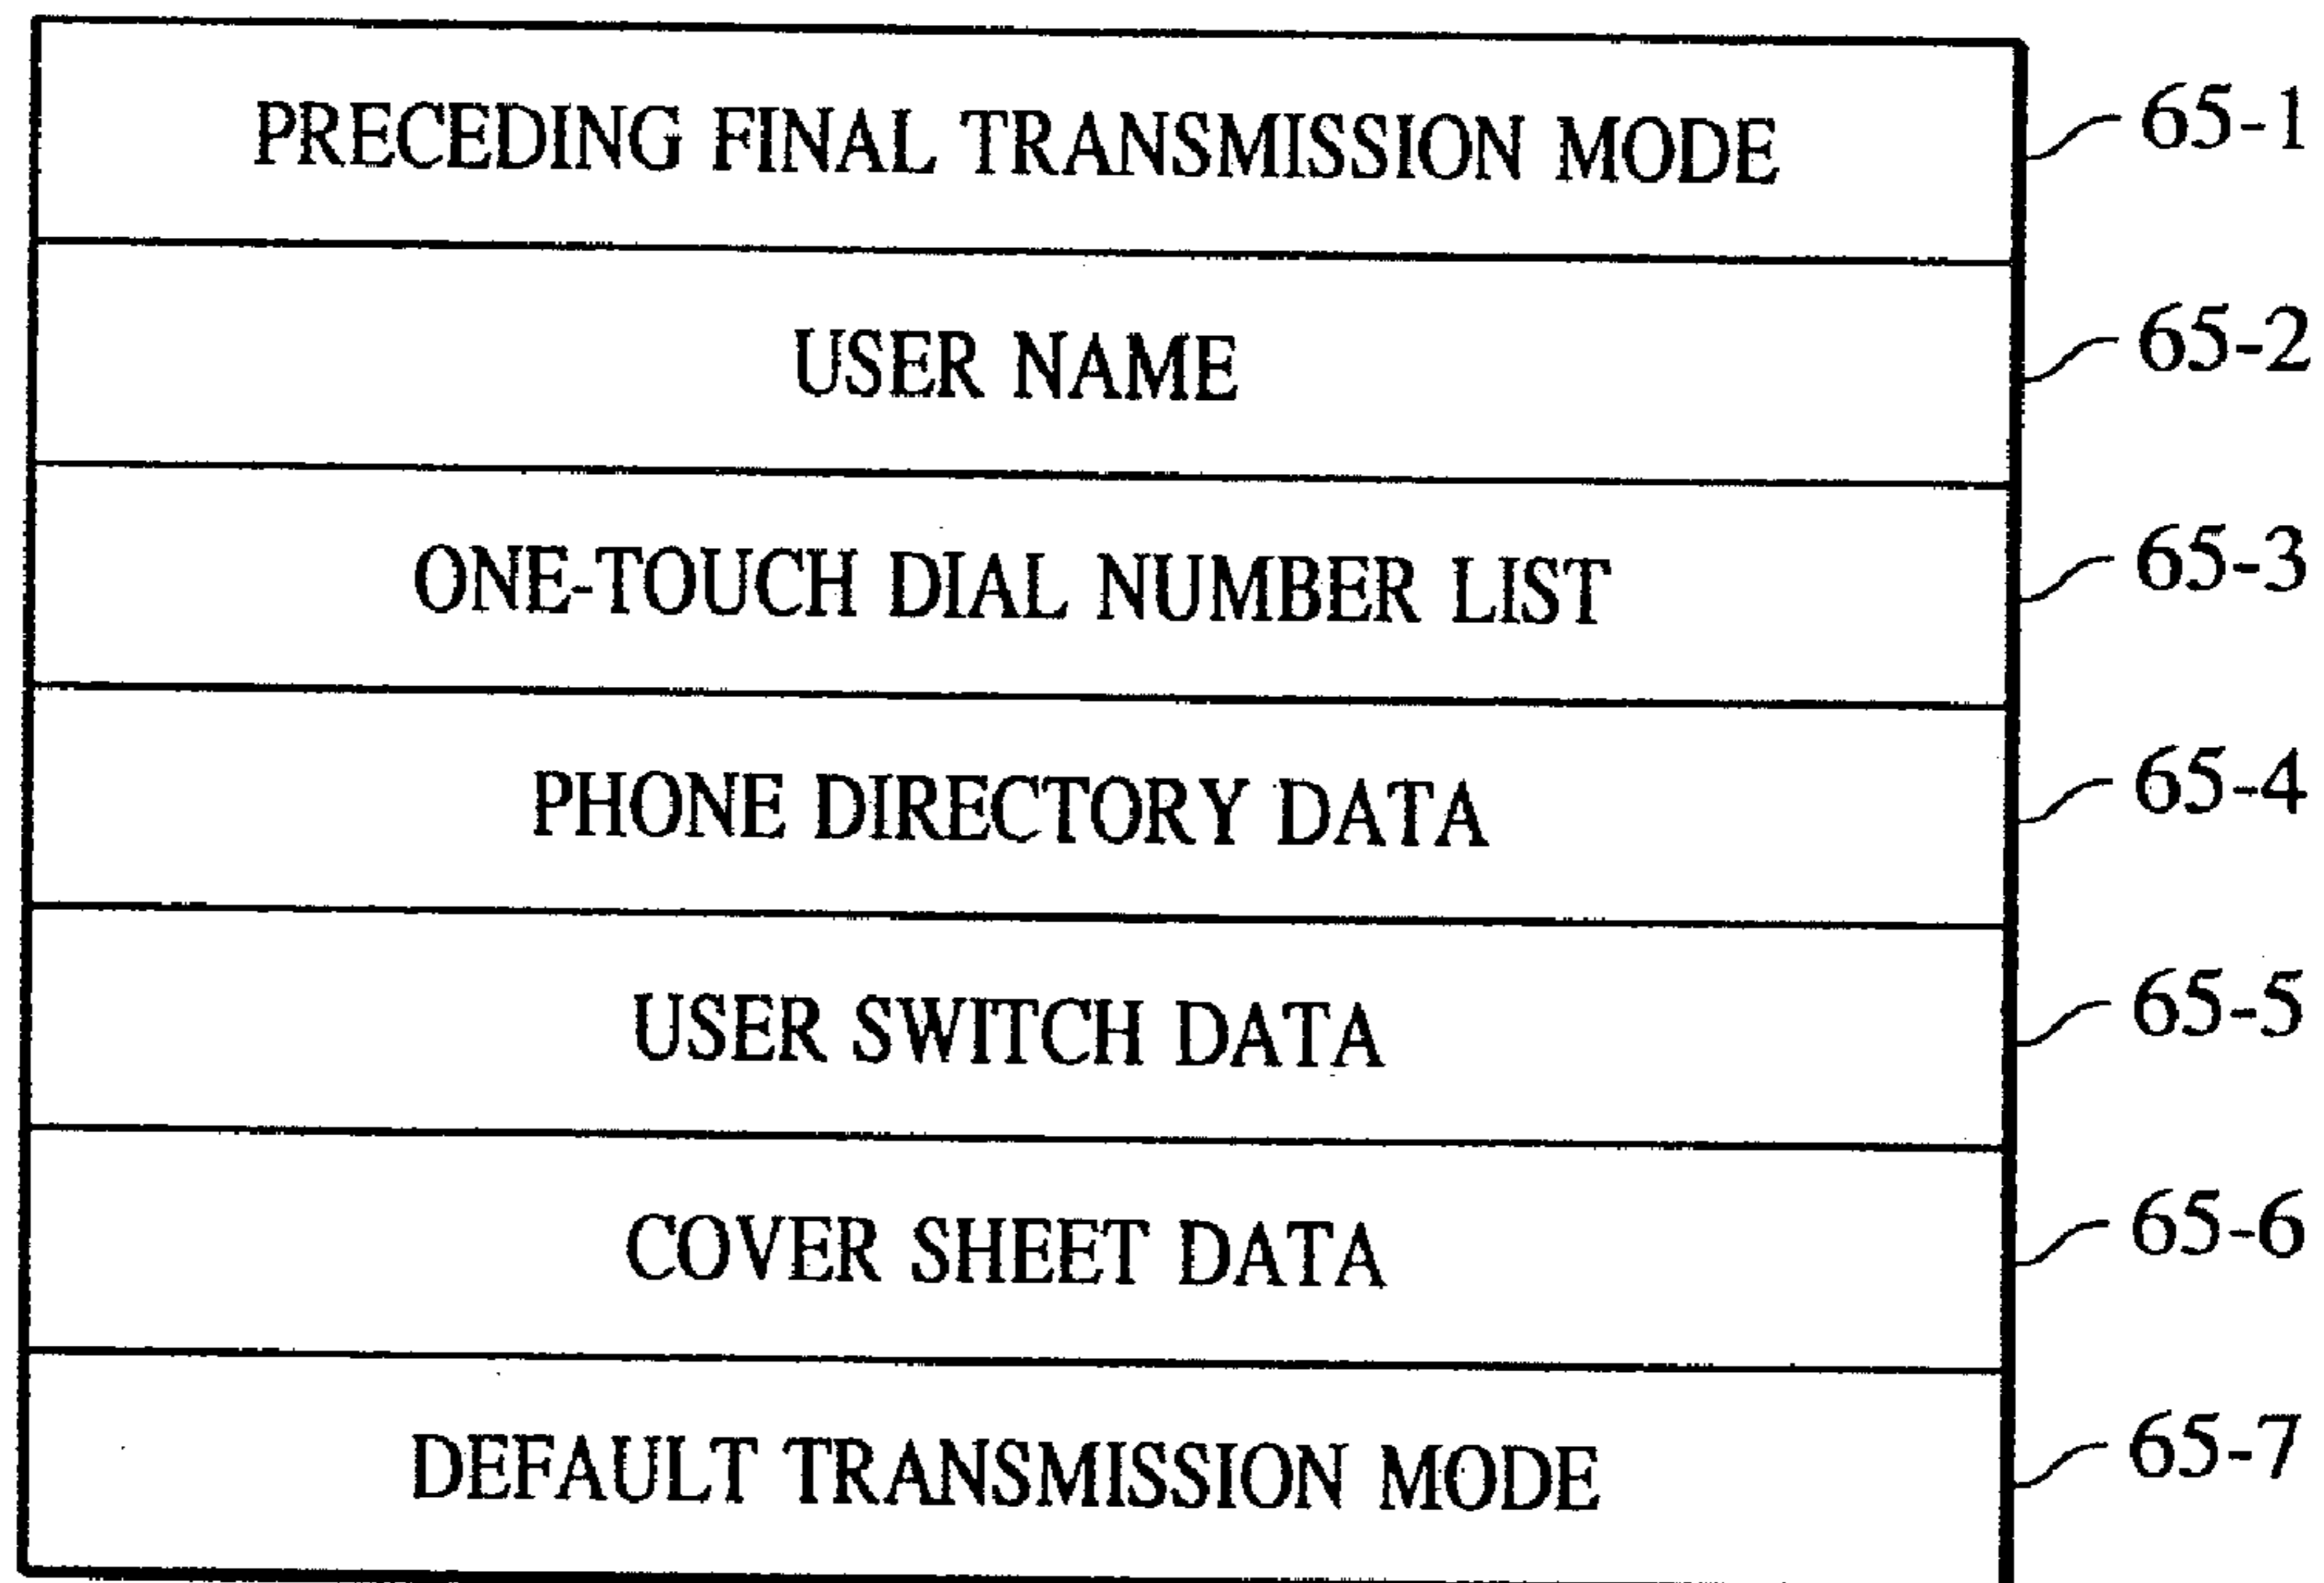 PRECEDING FINAL TRANSMISSION MODE 65-1
USER NAME 65-2
ONE-TOUCH DIAL NUMBER LIST 65-3
PHONE DIRECTORY DATA 65-4
USER SWITCH DATA 65-5
COVER SHEET DATA 65-6
DEFAULT TRANSMISSION MODE 65-7